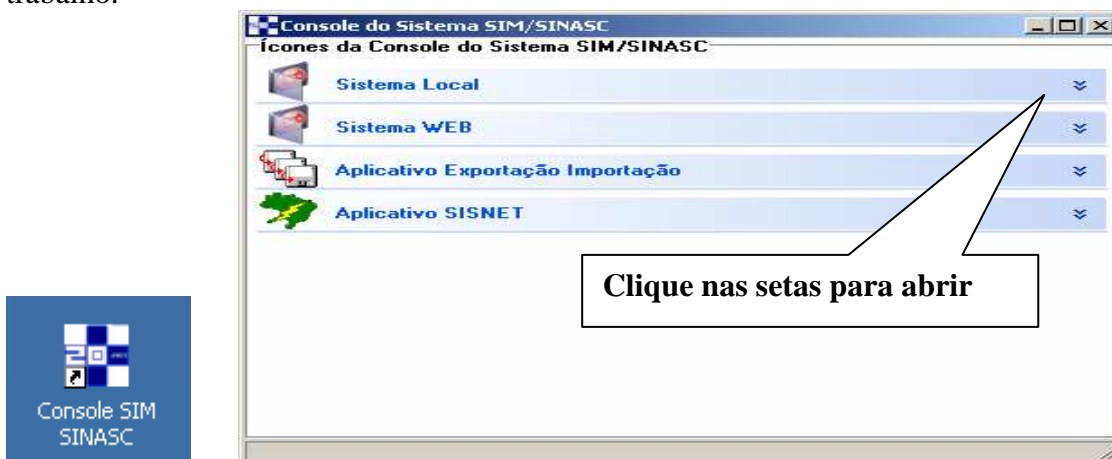 trabalho.
Console do Sistema SIM/SINASC
Ícones da Console do Sistema SIM/SINASC
Sistema Local
Sistema WEB
Aplicativo Exportação Importação
Aplicativo SISNET
Clique nas setas para abrir
20
Console SIM
SINASC